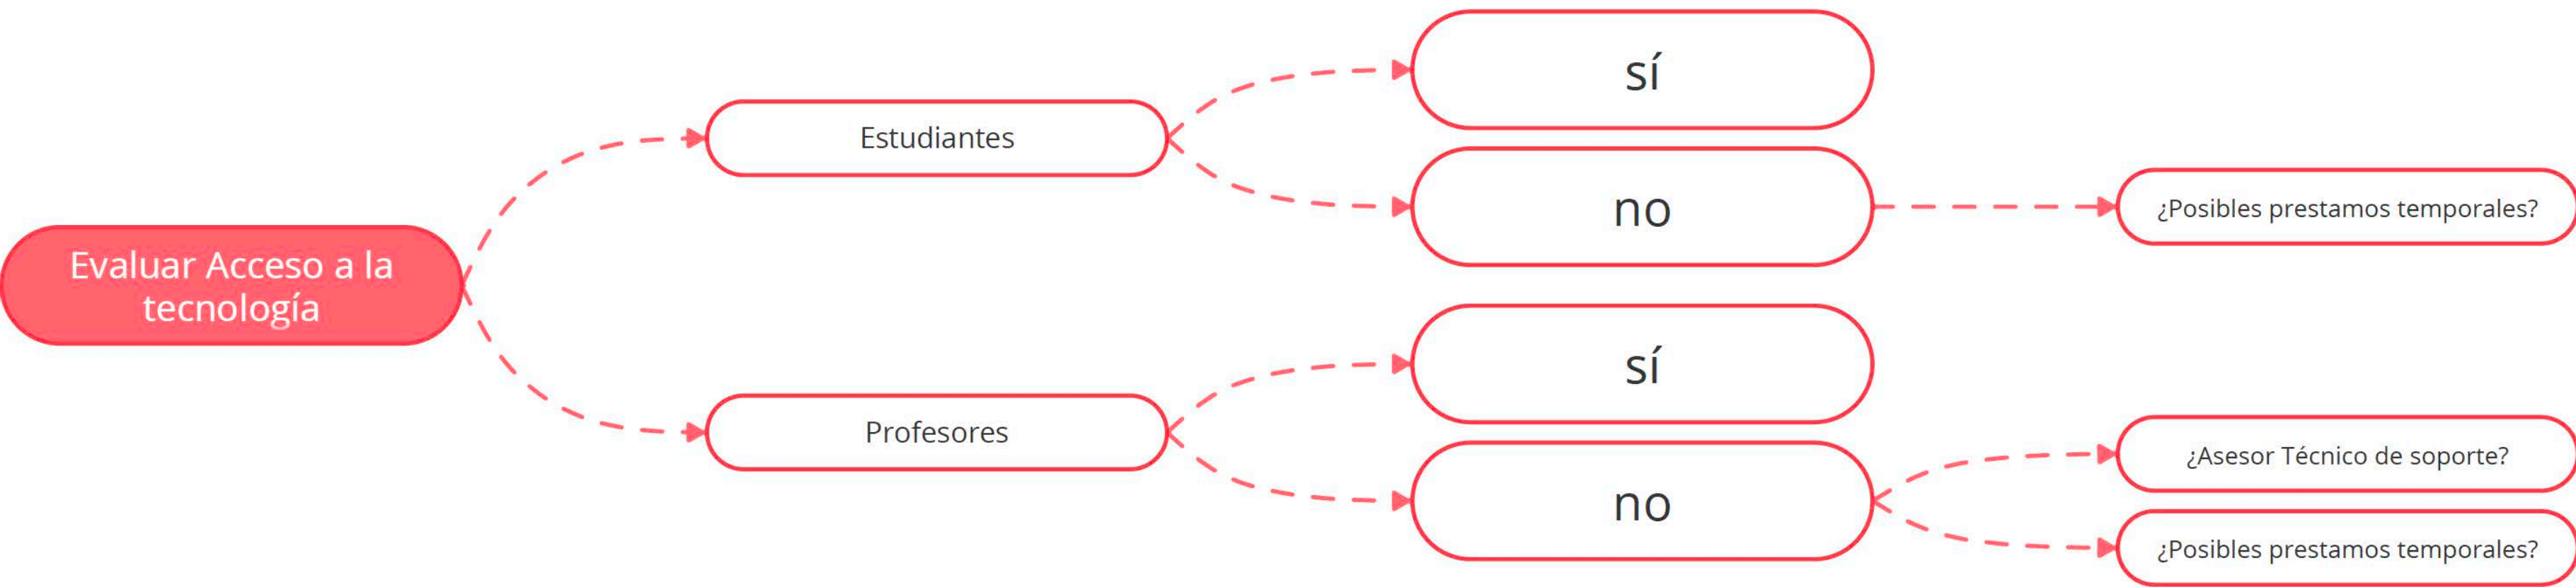 Evaluar Acceso a la
tecnología
Estudiantes
sí
no
¿Posibles prestamos temporales?
Profesores
sí
no
¿Asesor Técnico de soporte?
¿Posibles prestamos temporales?